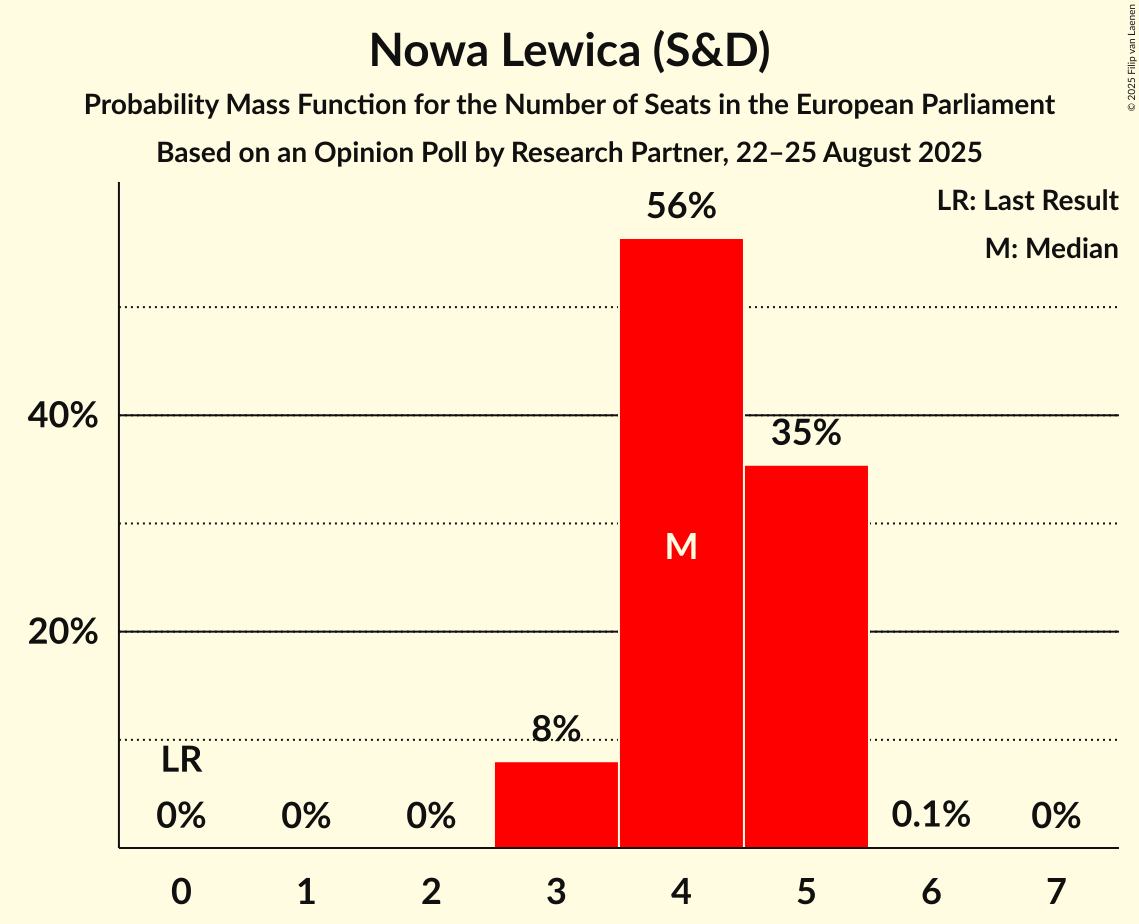 Nowa Lewica (S&D)
Probability Mass Function for the Number of Seats in the European Parliament
Based on an Opinion Poll by Research Partner, 22–25 August 2025
© 2025 Filip van Laenen
LR: Last Result
M: Median
56%
40%
35%
M
20%
8%
LR
0%
0%
0%
0.1%
0%
0
1
2
3
4
5
6
7